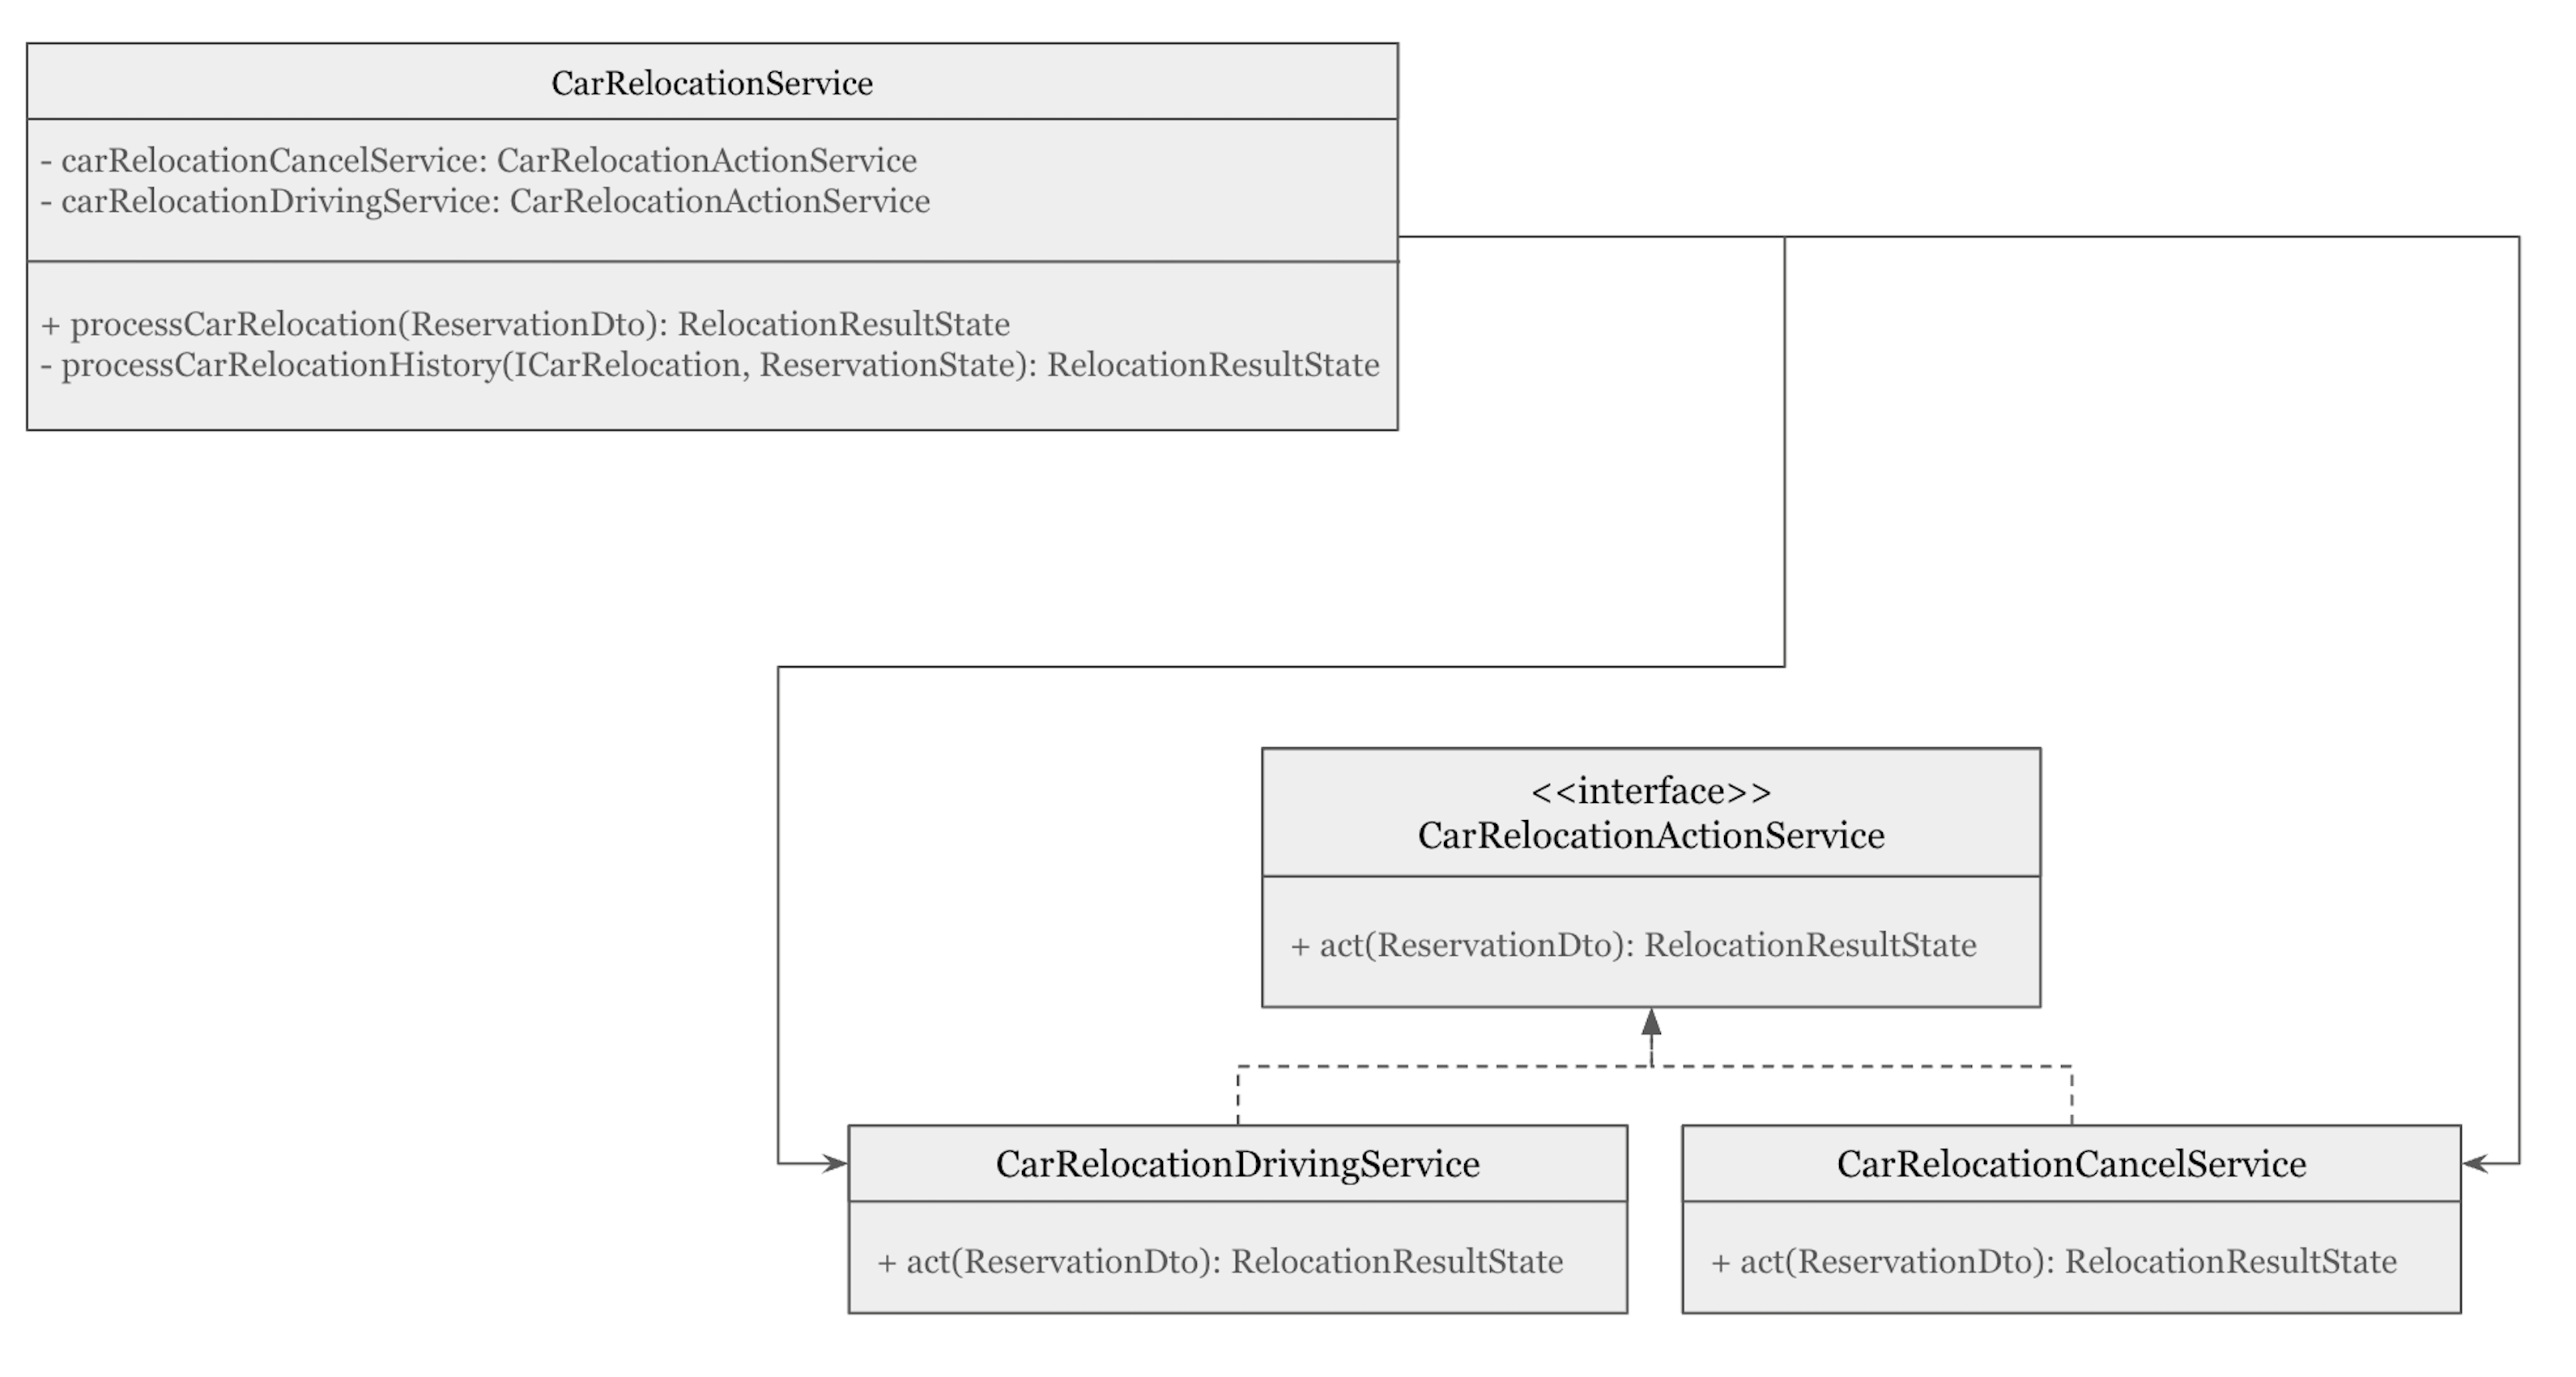 CarRelocationService
- carRelocationCancelService: CarRelocationActionService
- carRelocationDrivingService: CarRelocationActionService
+ processCarRelocation(ReservationDto): RelocationResultState
- processCarRelocationHistory(ICarRelocation, ReservationState): RelocationResultState
<<interface>>
CarRelocationActionService
+ act(ReservationDto): RelocationResultState
CarRelocationDrivingService
+ act(ReservationDto): RelocationResultState
CarRelocationCancelService
+ act(ReservationDto): RelocationResultState